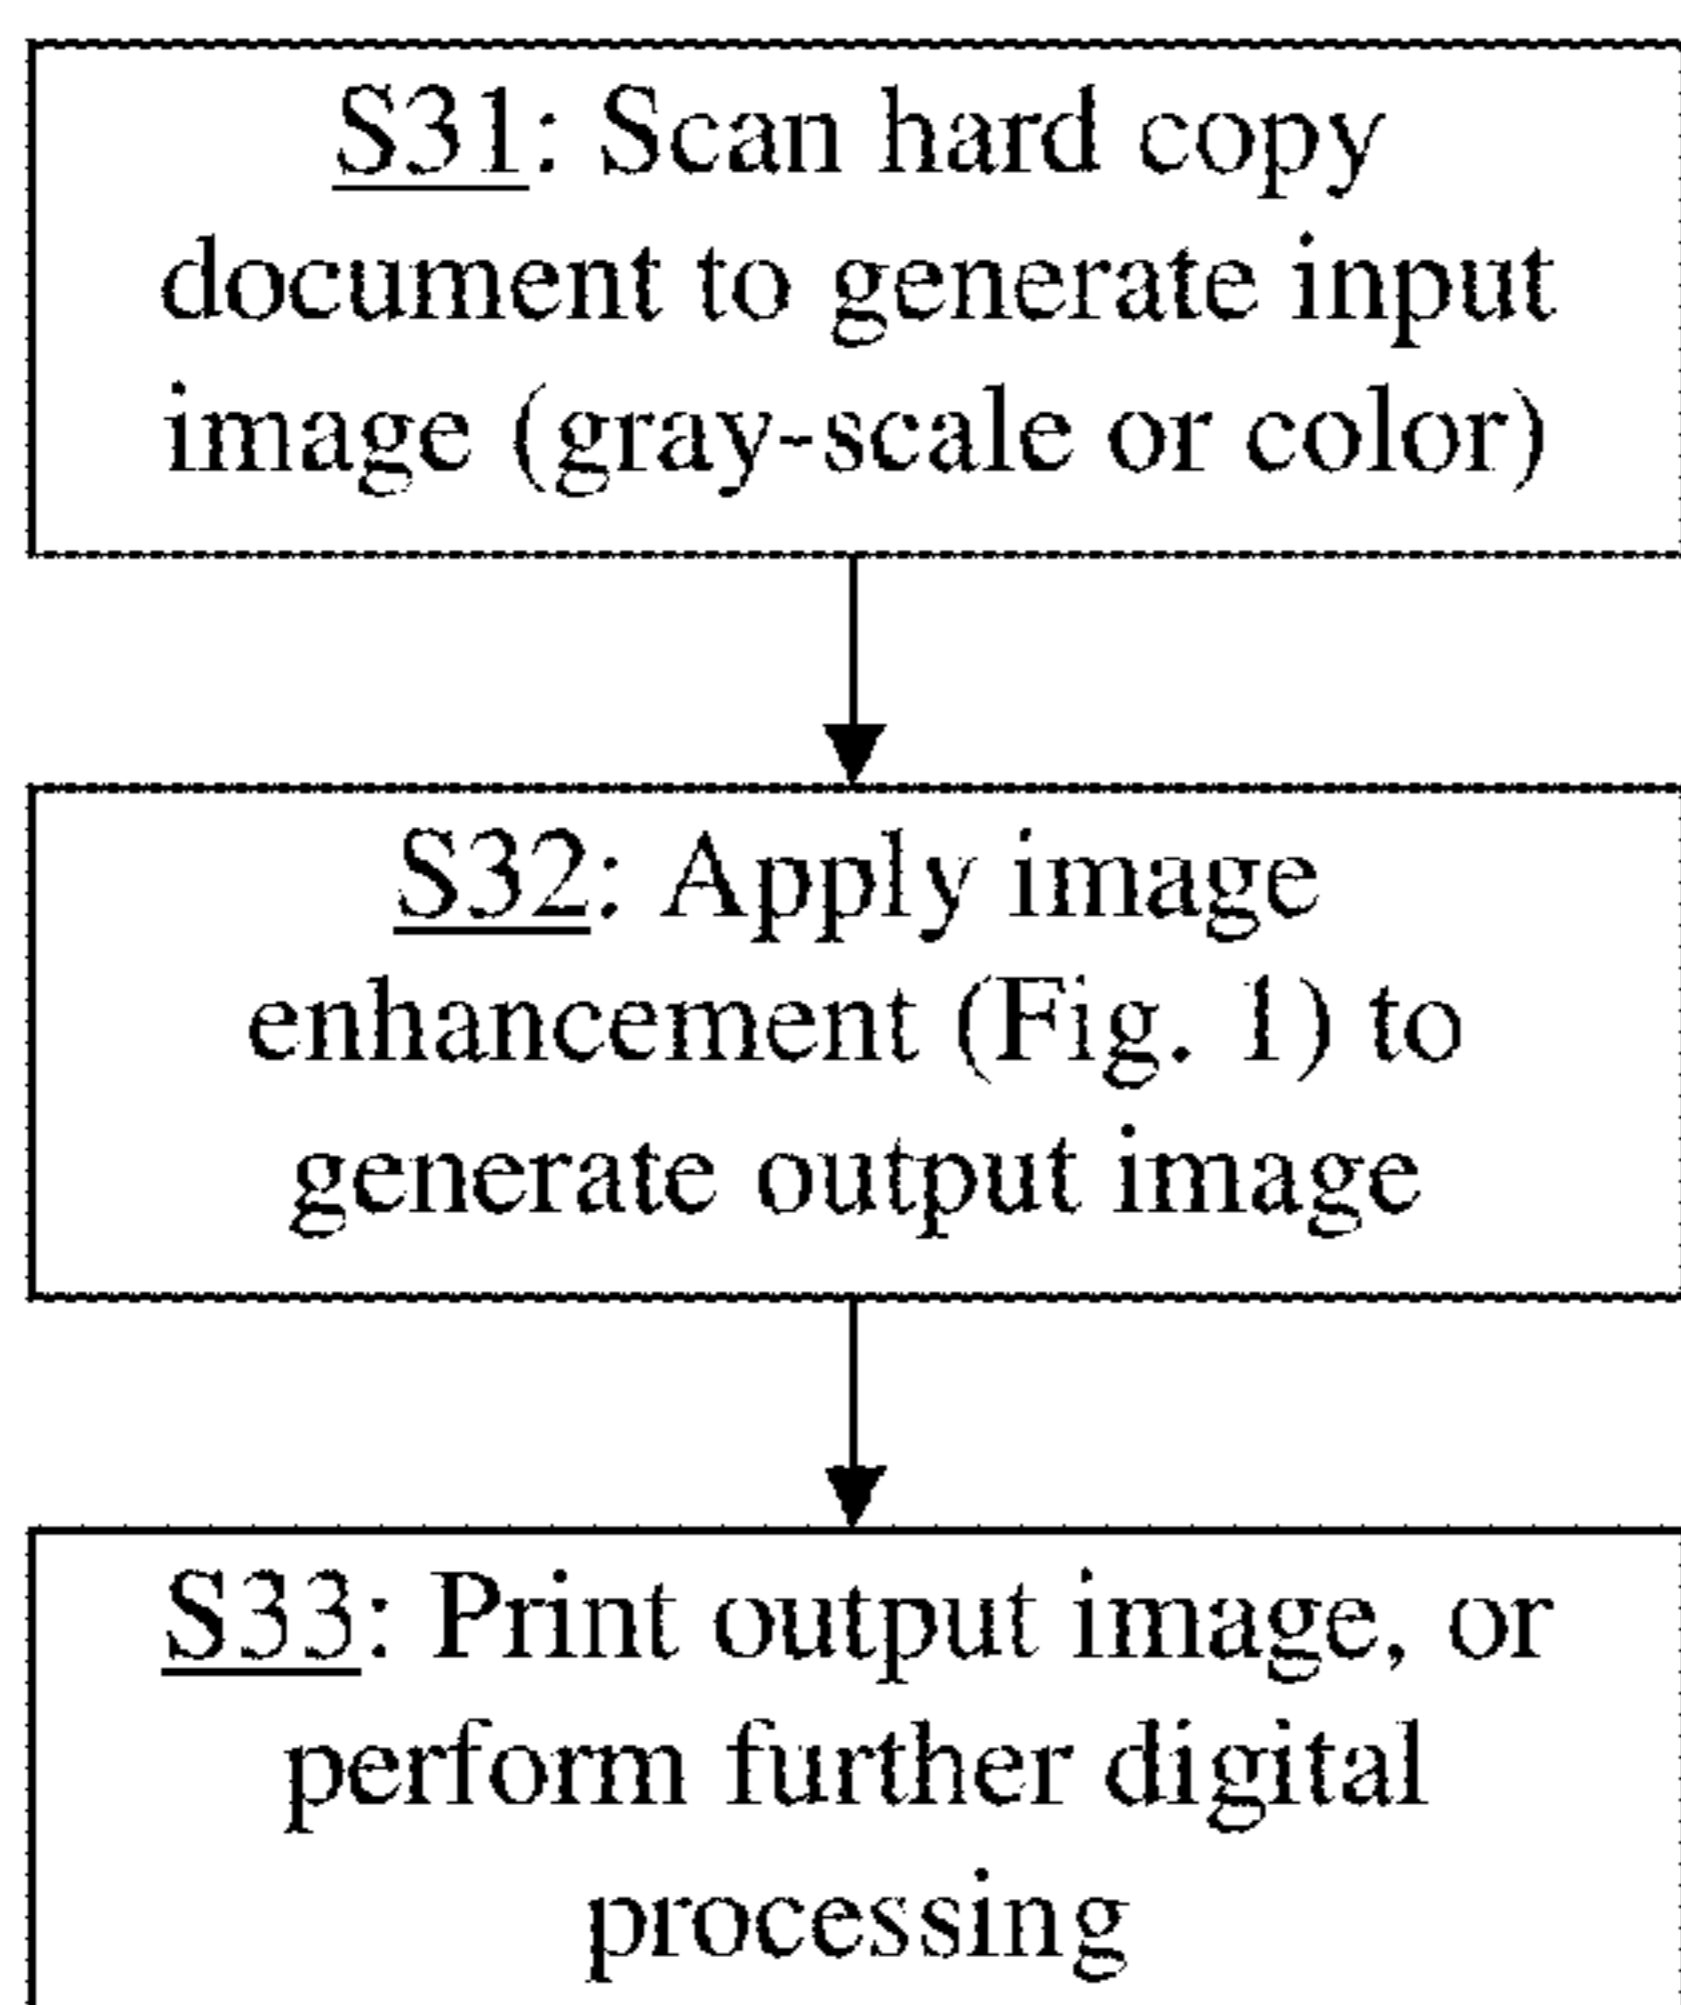 S31: Scan hard copy
document to generate input
image (gray-scale or color)
S32: Apply image
enhancement (Fig. 1) to
generate output image
S33: Print output image, or
perform further digital
processing